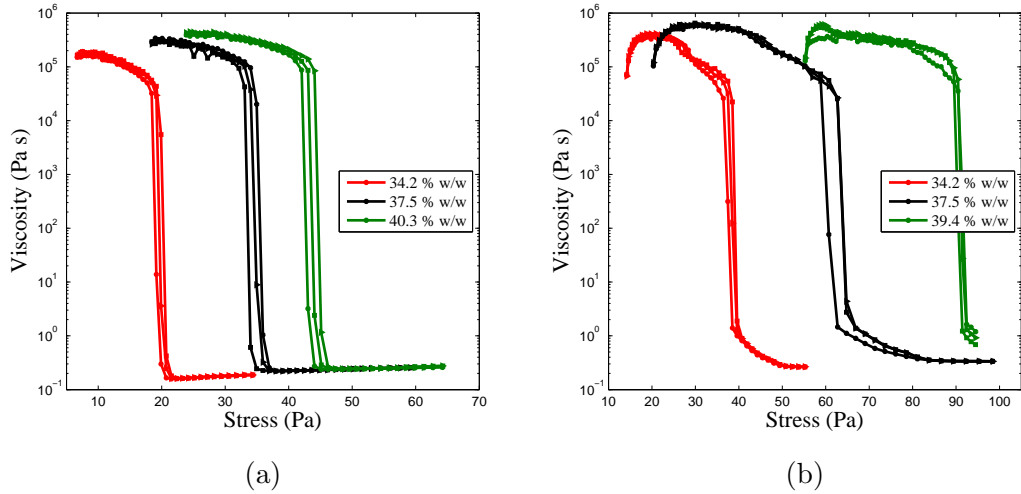 10^6
10^5
10^4
10^3
10^2
10^1
10^0
10^-1
Viscosity (Pa s)
34.2 % w/w
37.5 % w/w
40.3 % w/w
10 20 30 40 50 60 70
Stress (Pa)
(a)
10^6
10^5
10^4
10^3
10^2
10^1
10^0
10^-1
Viscosity (Pa s)
34.2 % w/w
37.5 % w/w
39.4 % w/w
10 20 30 40 50 60 70 80 90 100
Stress (Pa)
(b)